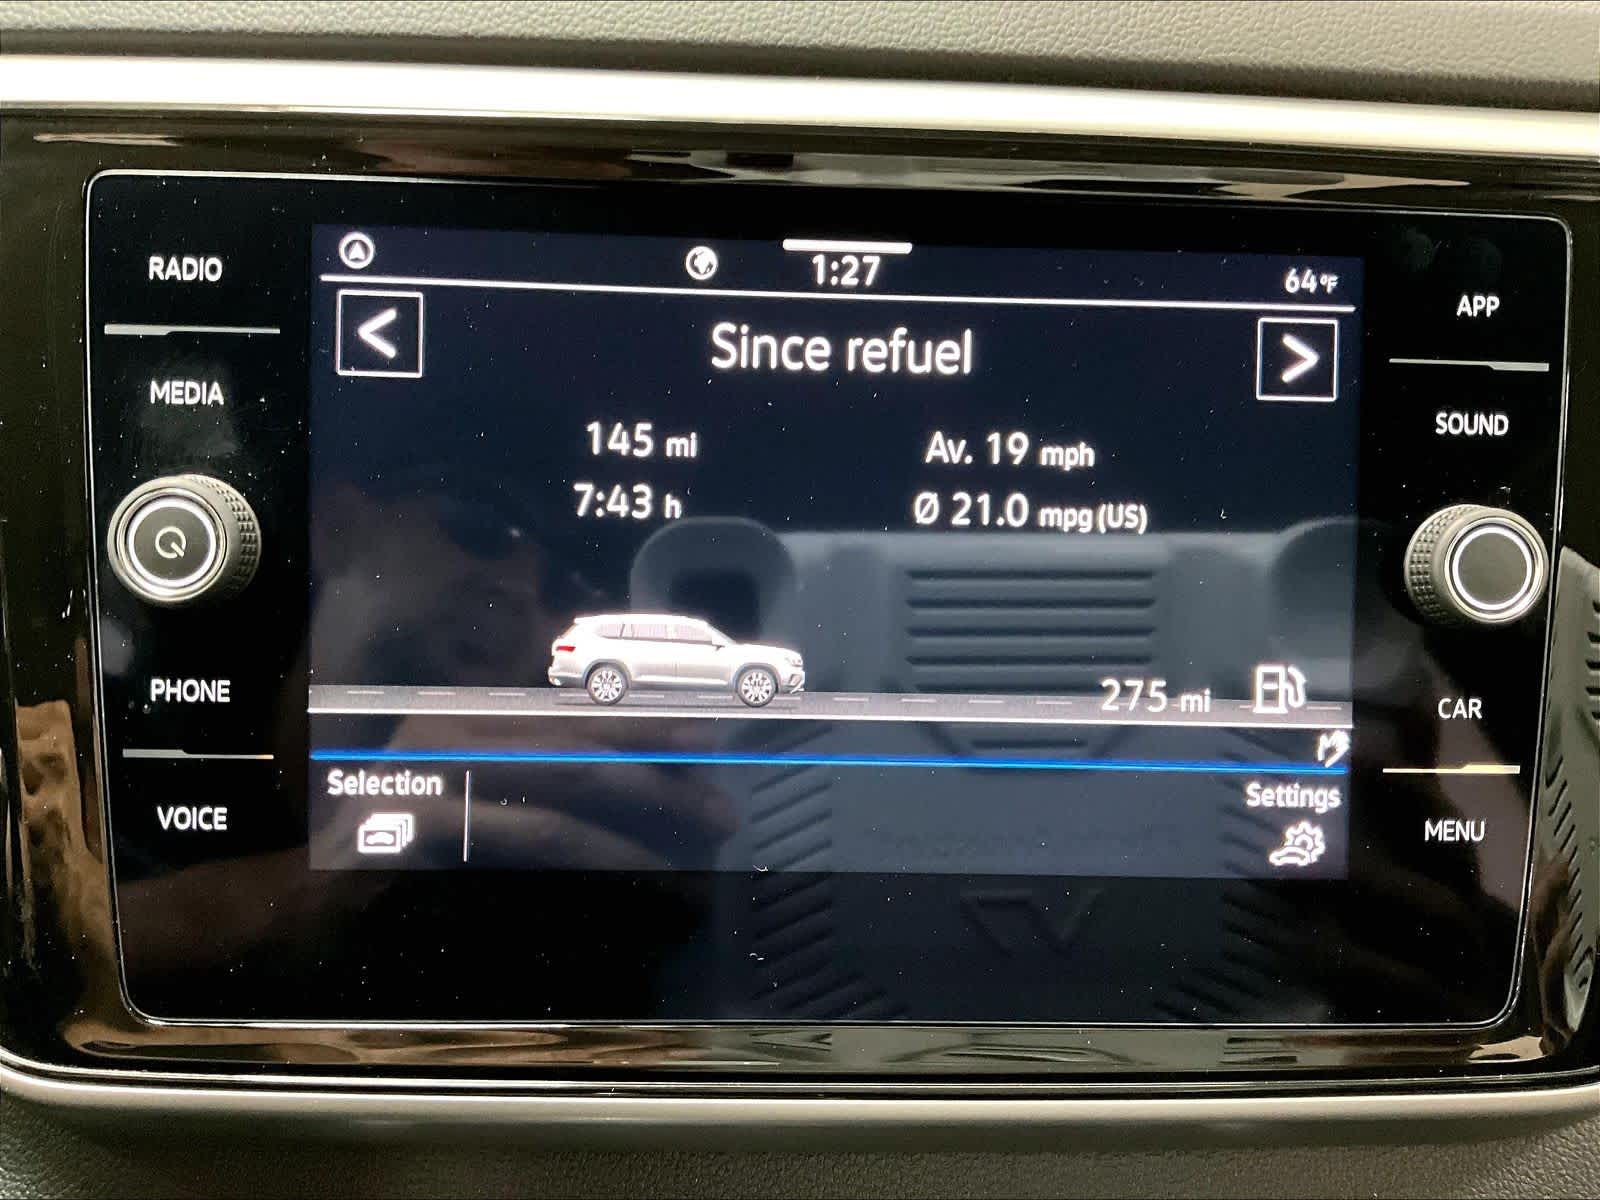 RADIO
MEDIA
PHONE
VOICE
1:27
64°F
Since refuel
145 mi
Av. 19 mph
7:43 h
Ø 21.0 mpg (US)
275 mi
Selection
Settings
APP
SOUND
CAR
MENU